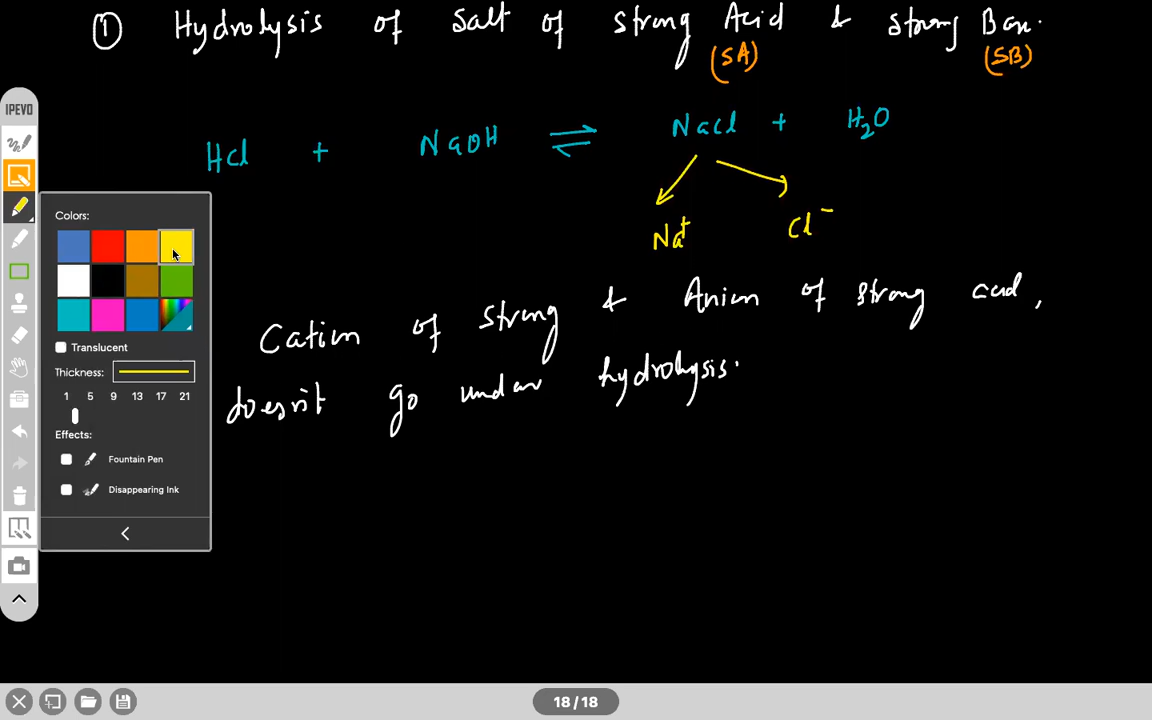 ① Hydrolysis of Salt of Strong Acid & strong Base.
(SA) (SB)
HCl + NaOH ⇌ NaCl + H₂O
Na⁺ Cl⁻
Cation of strong & Anion of strong acid,
doesn't go under hydrolysis.
IPEVO
Colors:
Translucent
Thickness:
1 5 9 13 17 21
Effects:
Fountain Pen
Disappearing Ink
18/18